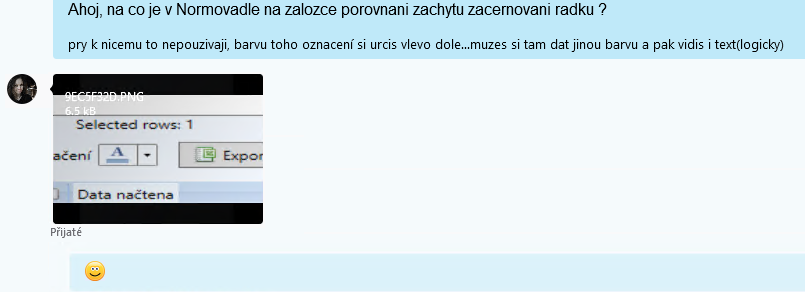 Ahoj, na co je v Normovadle na zalozce porovnani zachytu zacernovani radku ?
pry k nicemu to nepouzivaji, barvu toho oznacení si urcis vlevo dole...muzes si tam dat jinou barvu a pak vidis i text(logicky)
9EC5F32D.PNG
6.5 kB
Selected rows: 1
ačení A Expor
Data načtena
Přijaté